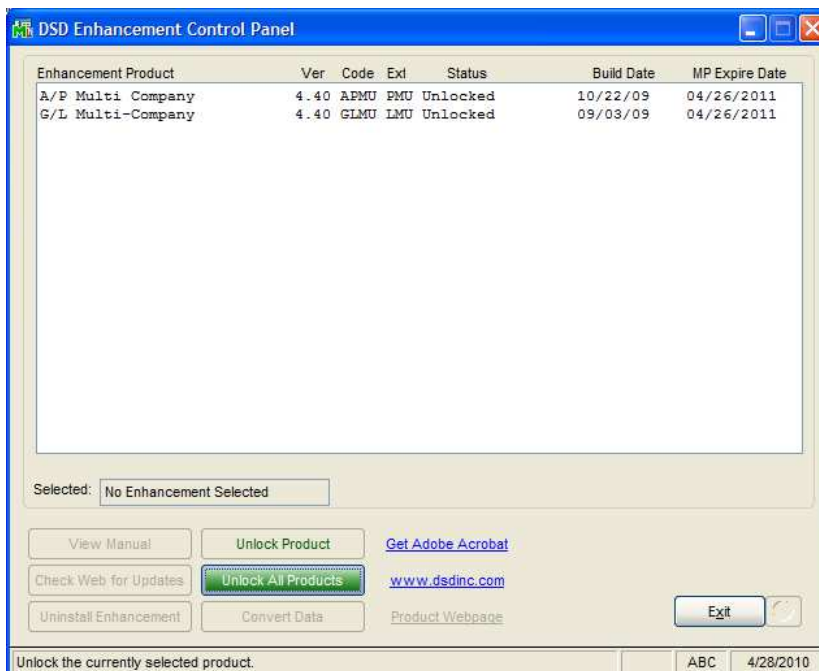 DSD Enhancement Control Panel
Enhancement Product Ver Code Ext Status Build Date MP Expire Date
A/P Multi Company 4.40 APMU PMU Unlocked 10/22/09 04/26/2011
G/L Multi-Company 4.40 GLMU LMU Unlocked 09/03/09 04/26/2011
Selected: No Enhancement Selected
View Manual Unlock Product Get Adobe Acrobat
Check Web for Updates Unlock All Products www.dsdinc.com
Uninstall Enhancement Convert Data Product Webpage Exit
Unlock the currently selected product. ABC 4/28/2010